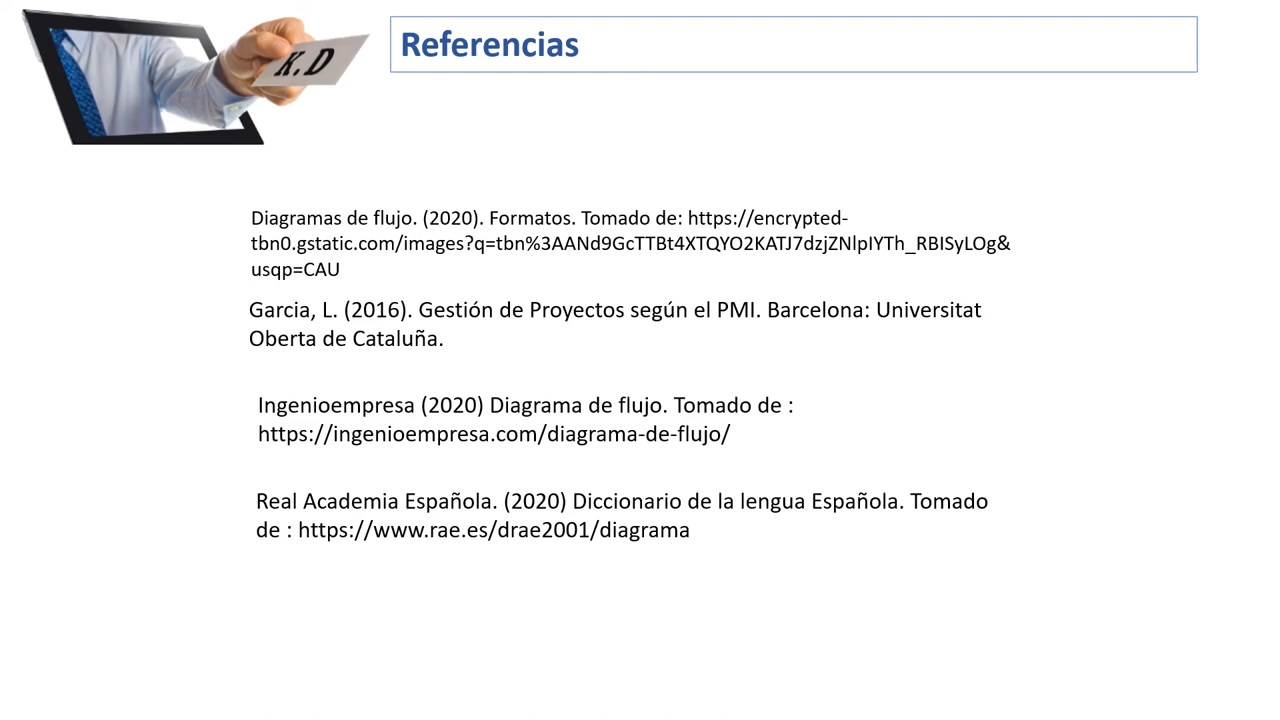 K.D
Referencias
Diagramas de flujo. (2020). Formatos. Tomado de: https://encrypted-
tbn0.gstatic.com/images?q=tbn%3AANd9GcTTBt4XTQYO2KATJ7dzjZNlpIYTh_RBISyLOg&
usqp=CAU
Garcia, L. (2016). Gestión de Proyectos según el PMI. Barcelona: Universitat
Oberta de Cataluña.
Ingenioempresa (2020) Diagrama de flujo. Tomado de :
https://ingenioempresa.com/diagrama-de-flujo/
Real Academia Española. (2020) Diccionario de la lengua Española. Tomado
de : https://www.rae.es/drae2001/diagrama